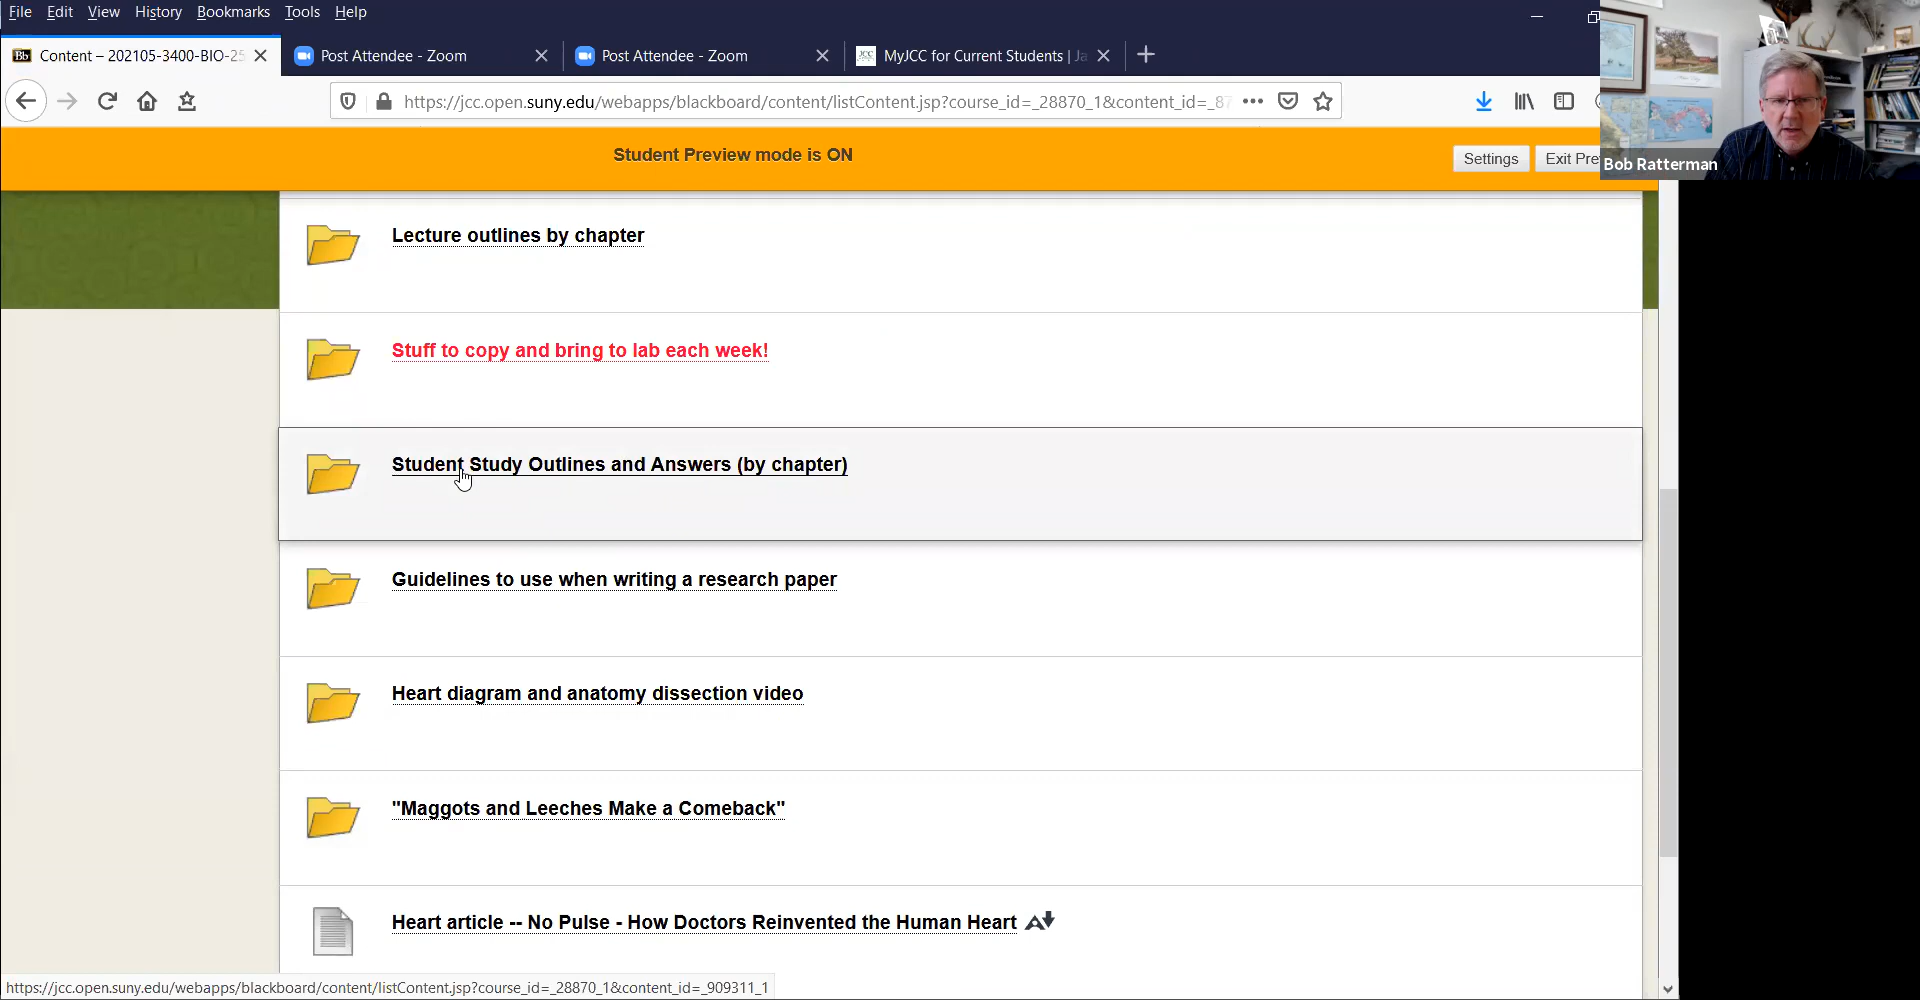 File Edit View History Bookmarks Tools Help
Bb Content – 202105-3400-BIO-25
Post Attendee - Zoom
Post Attendee - Zoom
JCC MyJCC for Current Students | Ja
https://jcc.open.suny.edu/webapps/blackboard/content/listContent.jsp?course_id=_28870_1&content_id=_87
Student Preview mode is ON
Settings
Exit Pre
Bob Ratterman
Lecture outlines by chapter
Stuff to copy and bring to lab each week!
Student Study Outlines and Answers (by chapter)
Guidelines to use when writing a research paper
Heart diagram and anatomy dissection video
"Maggots and Leeches Make a Comeback"
Heart article -- No Pulse - How Doctors Reinvented the Human Heart
https://jcc.open.suny.edu/webapps/blackboard/content/listContent.jsp?course_id=_28870_1&content_id=_909311_1